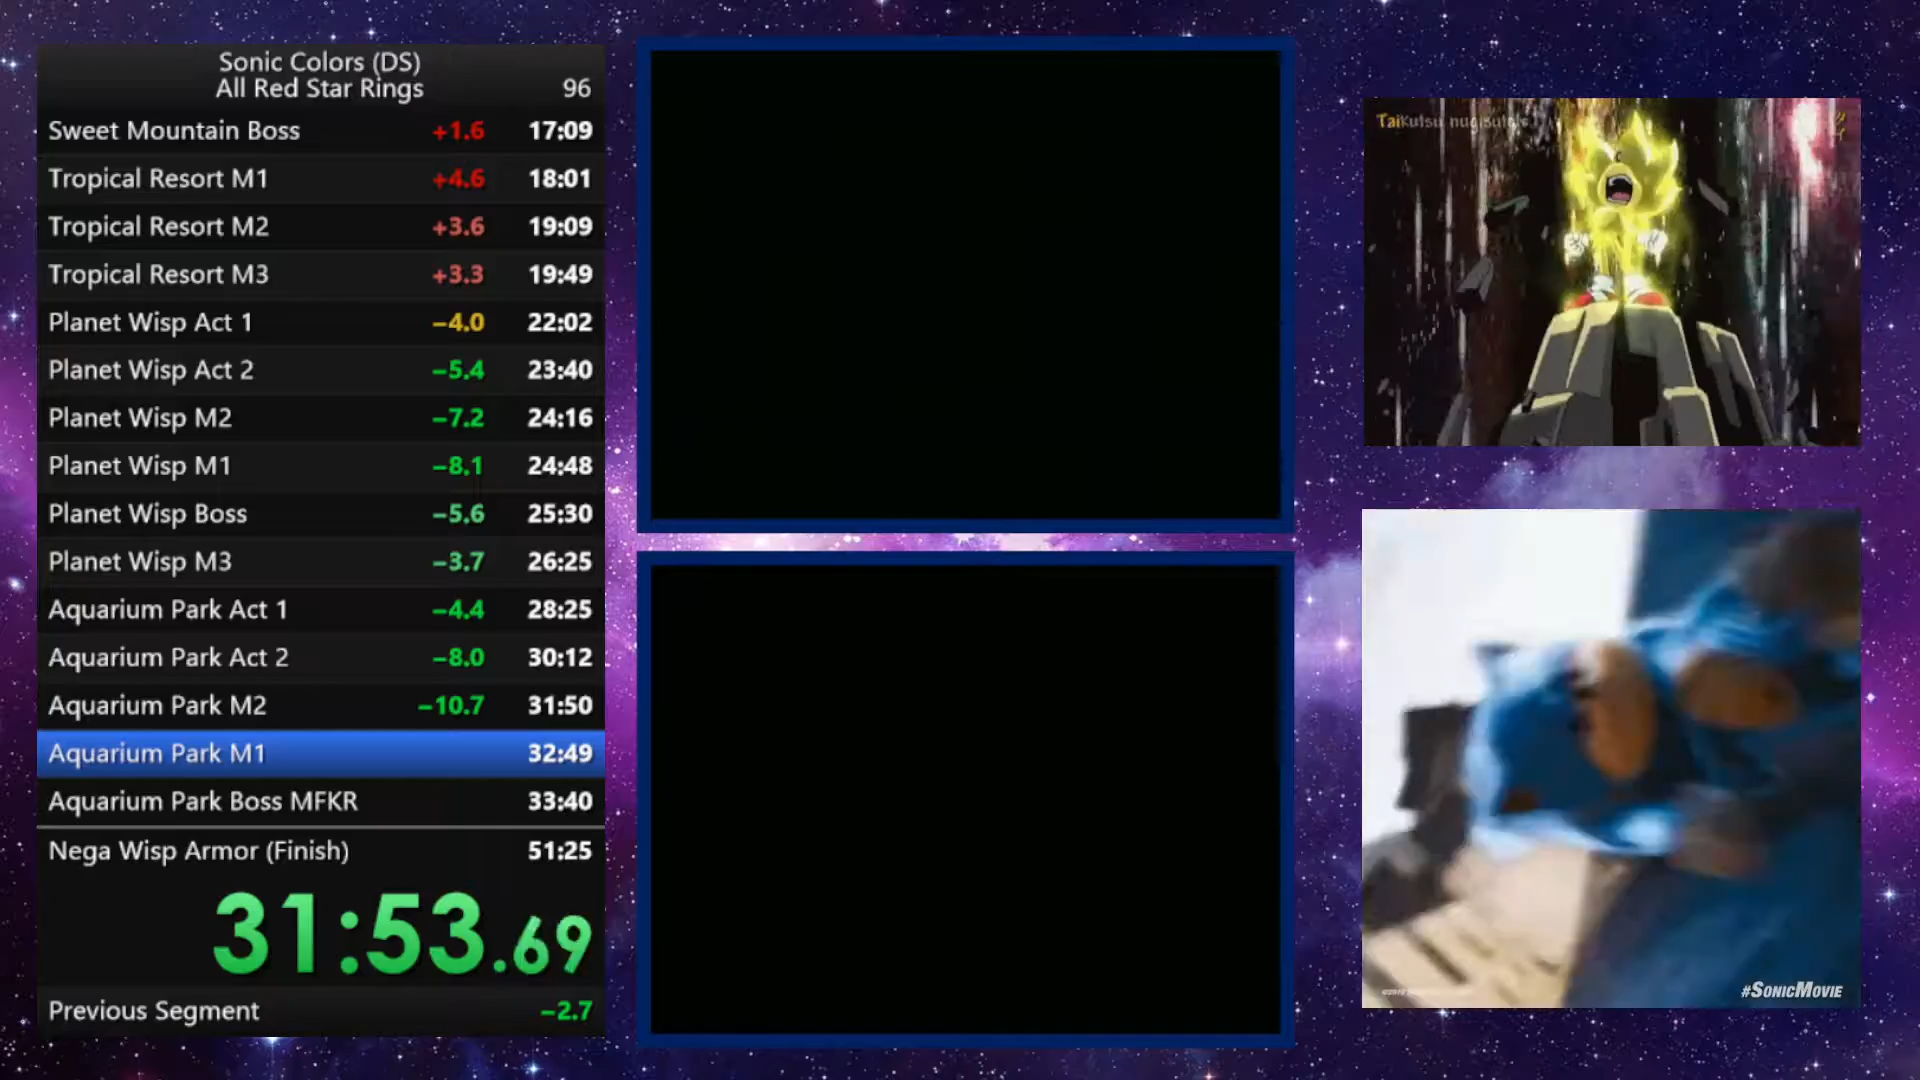 Sonic Colors (DS)
All Red Star Rings 96
Sweet Mountain Boss +1.6 17:09
Tropical Resort M1 +4.6 18:01
Tropical Resort M2 +3.6 19:09
Tropical Resort M3 +3.3 19:49
Planet Wisp Act 1 −4.0 22:02
Planet Wisp Act 2 −5.4 23:40
Planet Wisp M2 −7.2 24:16
Planet Wisp M1 −8.1 24:48
Planet Wisp Boss −5.6 25:30
Planet Wisp M3 −3.7 26:25
Aquarium Park Act 1 −4.4 28:25
Aquarium Park Act 2 −8.0 30:12
Aquarium Park M2 −10.7 31:50
Aquarium Park M1 32:49
Aquarium Park Boss MFKR 33:40
Nega Wisp Armor (Finish) 51:25
31:53.69
Previous Segment −2.7
Taikutsu
#SONICMOVIE